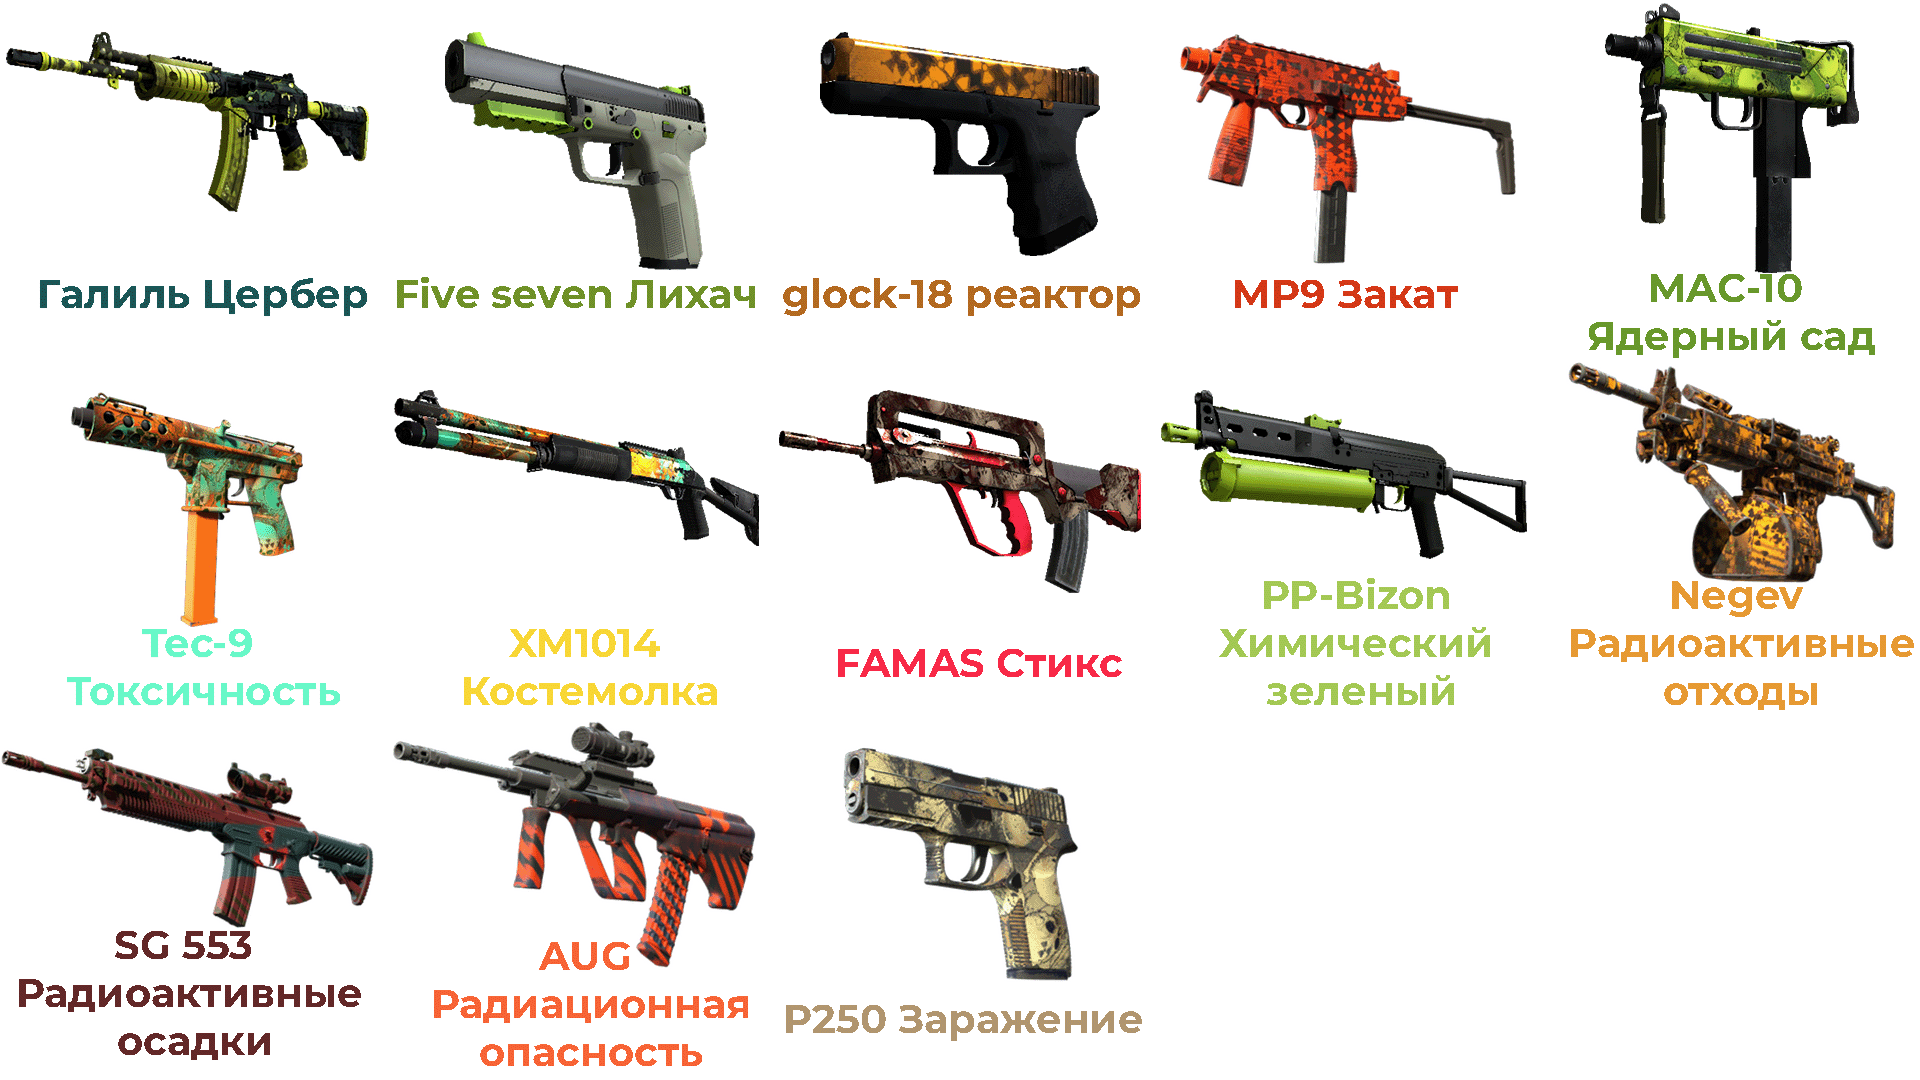 Галиль Цербер
Five seven Лихач
glock-18 реактор
MP9 Закат
MAC-10
Ядерный сад
Tec-9
Токсичность
XM1014
Костемолка
FAMAS Стикс
PP-Bizon
Химический
зеленый
Negev
Радиоактивные
отходы
SG 553
Радиоактивные
осадки
AUG
Радиационная
опасность
P250 Заражение